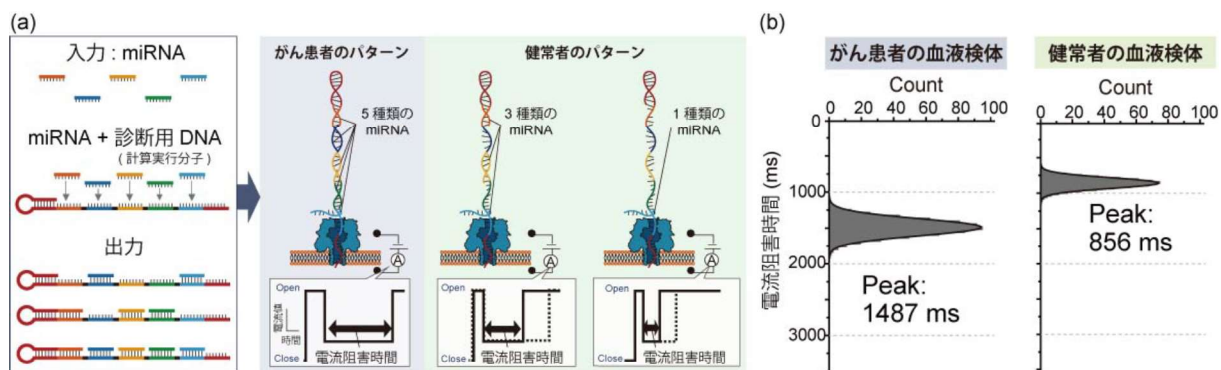 (a)
入力 : miRNA
miRNA + 診断用 DNA
( 計算実行分子 )
出力
がん患者のパターン
健常者のパターン
5 種類の
miRNA
3 種類の
miRNA
1 種類の
miRNA
A
A
A
Open
電流値
時間
Close
電流阻害時間
Open
Close
電流阻害時間
Open
Close
電流阻害時間
(b)
がん患者の血液検体
Count
0 20 40 60 80 100
電流阻害時間 (ms)
0
1000
2000
3000
Peak:
1487 ms
健常者の血液検体
Count
0 20 40 60 80 100
Peak:
856 ms